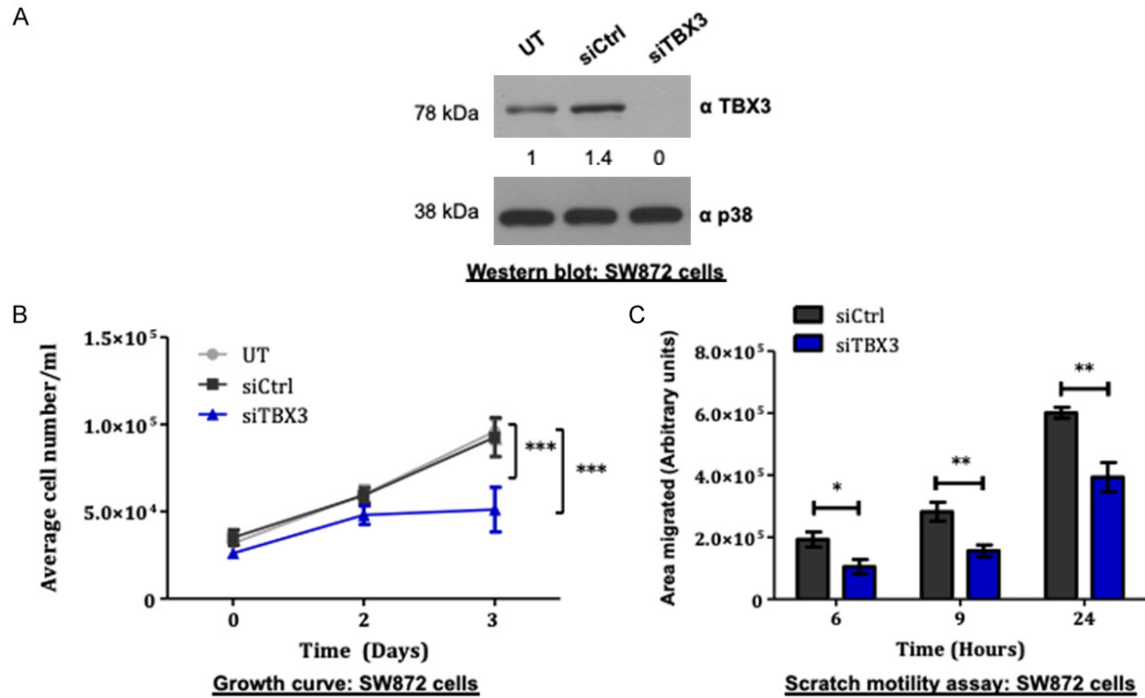 A
UT siCtrl siTBX3
78 kDa α TBX3
1 1.4 0
38 kDa α p38
Western blot: SW872 cells
B
1.5×10⁵
1.0×10⁵
5.0×10⁴
0
Average cell number/ml
UT
siCtrl
siTBX3
***
***
0 2 3
Time (Days)
Growth curve: SW872 cells
C
siCtrl
siTBX3
8.0×10⁵
6.0×10⁵
4.0×10⁵
2.0×10⁵
0
Area migrated (Arbitrary units)
*
**
**
6 9 24
Time (Hours)
Scratch motility assay: SW872 cells